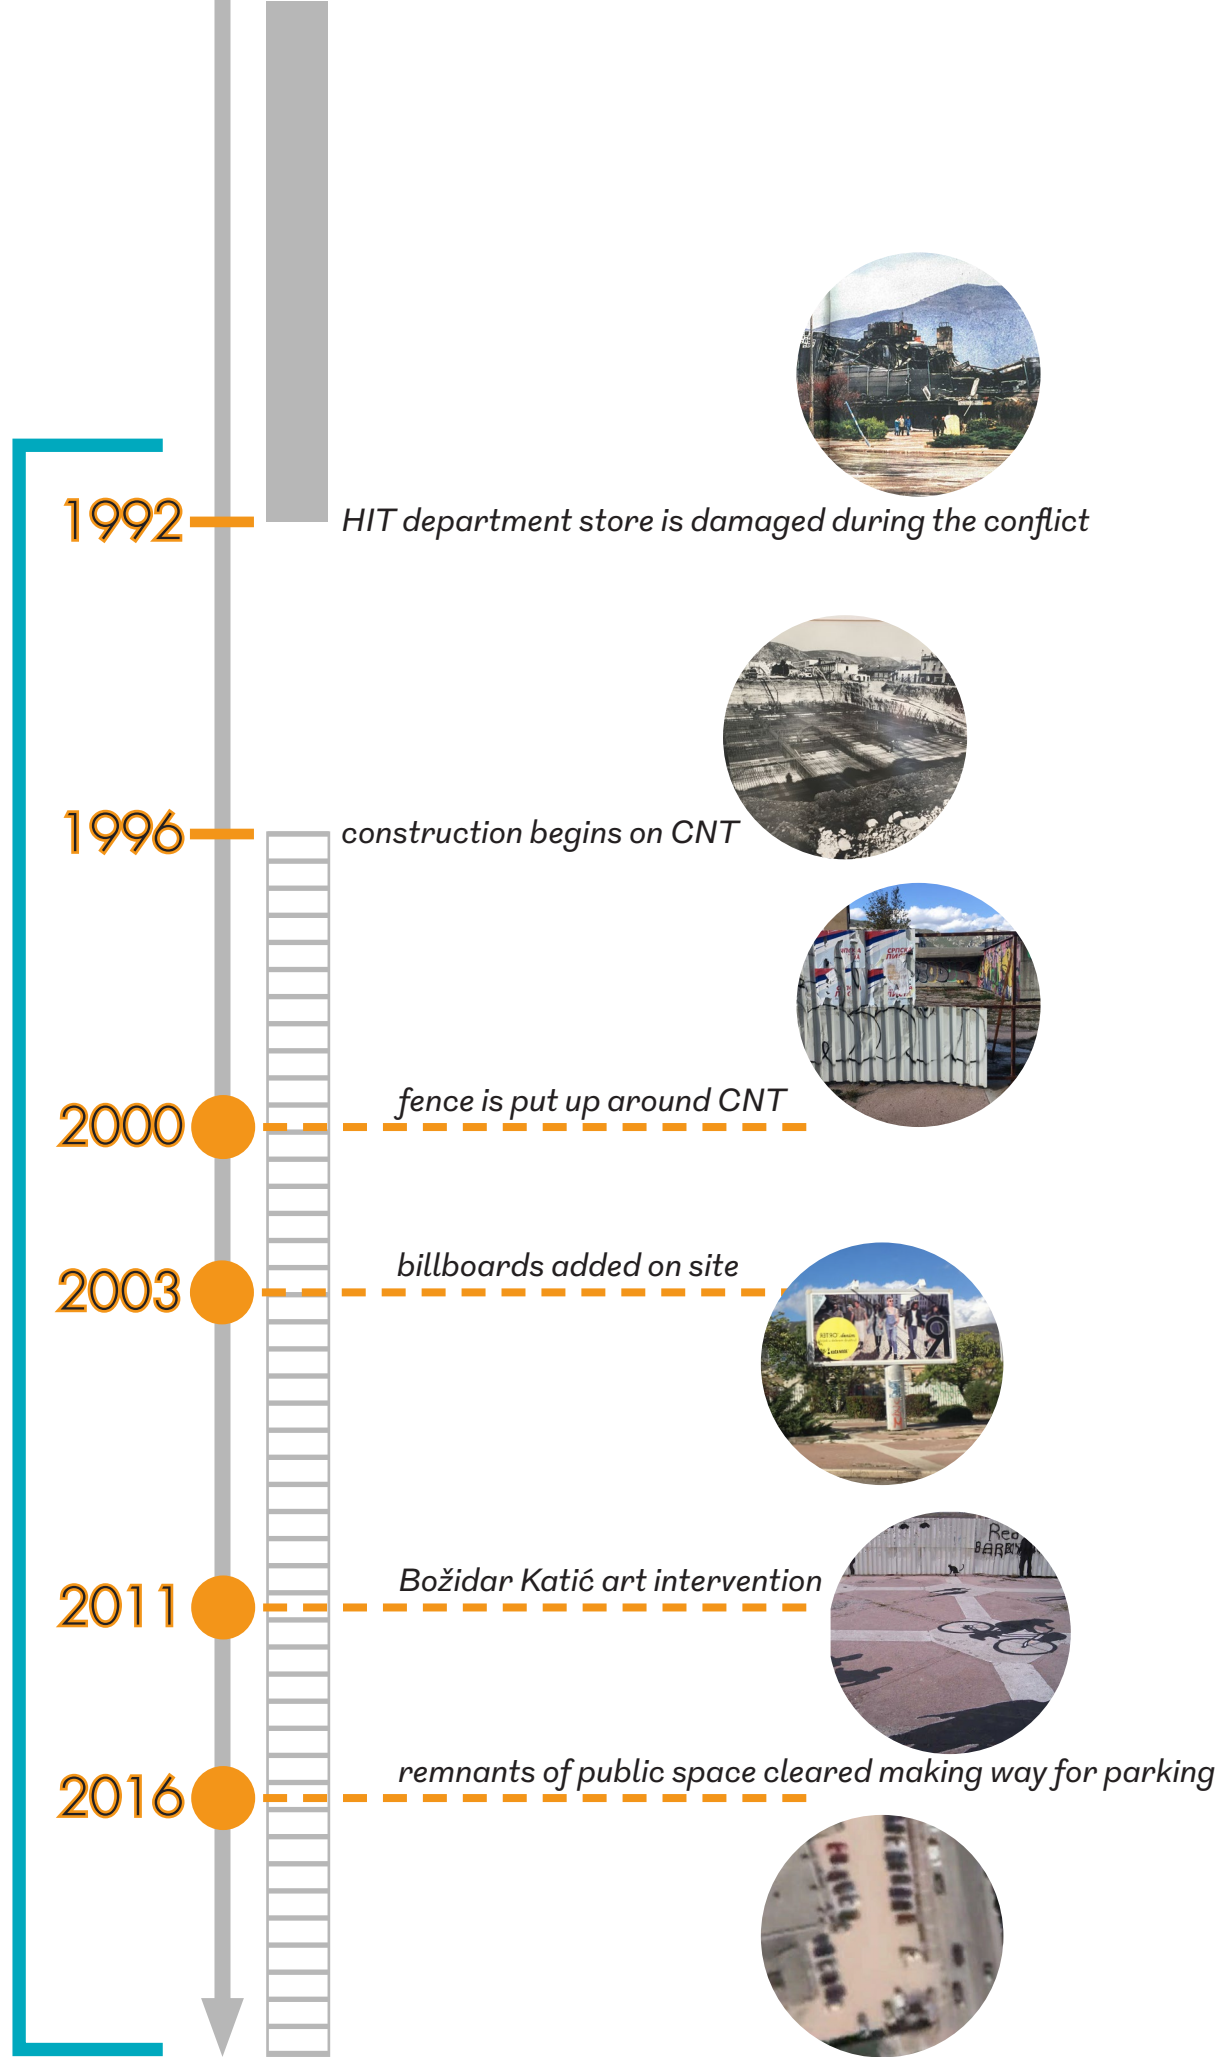 1992
HIT department store is damaged during the conflict
1996
construction begins on CNT
2000
fence is put up around CNT
2003
billboards added on site
2011
Božidar Katić art intervention
2016
remnants of public space cleared making way for parking